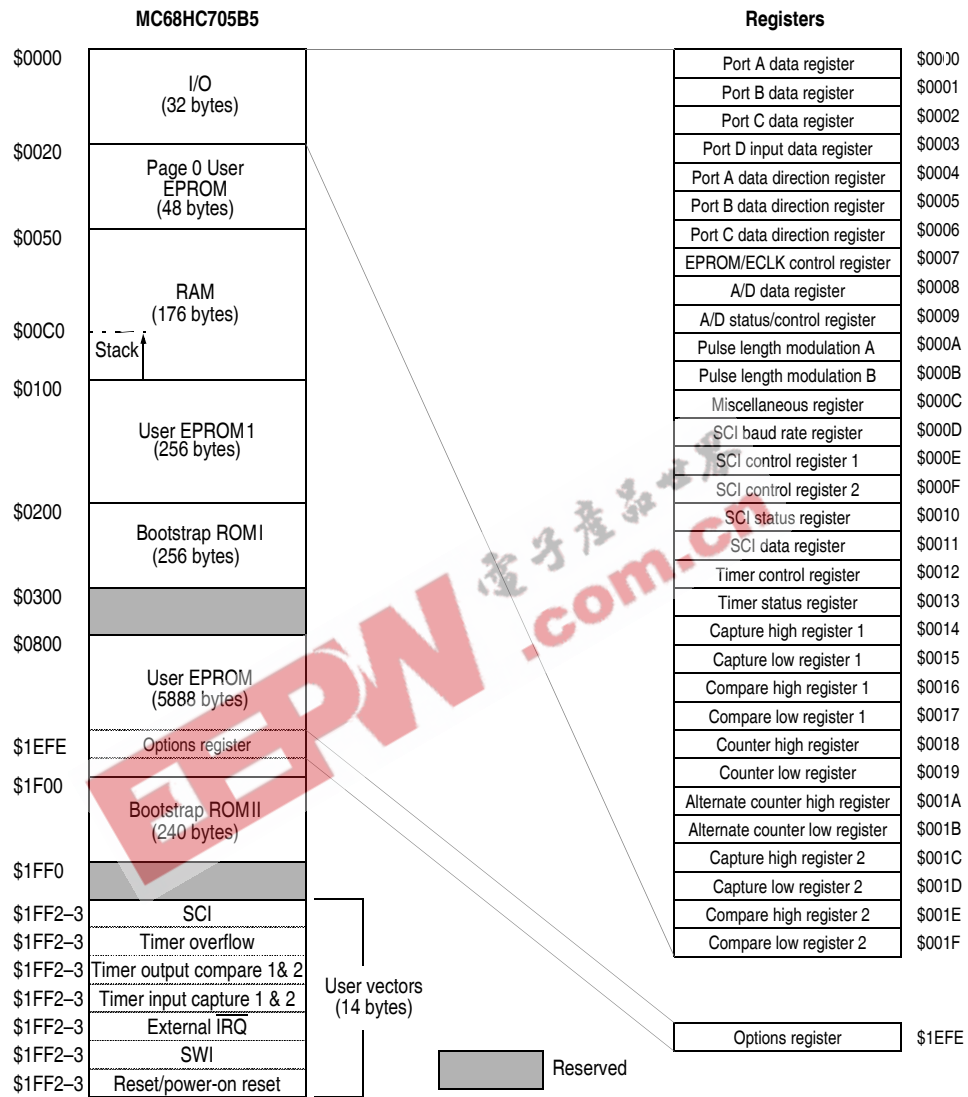 MC68HC705B5
Registers
$0000
I/O
(32 bytes)
$0020
Page 0 User
EPROM
(48 bytes)
$0050
RAM
(176 bytes)
$00C0
Stack
$0100
User EPROM1
(256 bytes)
$0200
Bootstrap ROMI
(256 bytes)
$0300
$0800
User EPROM
(5888 bytes)
$1EFE
Options register
$1F00
Bootstrap ROMII
(240 bytes)
$1FF0
$1FF2–3 SCI
$1FF2–3 Timer overflow
$1FF2–3 Timer output compare 1& 2
$1FF2–3 Timer input capture 1 & 2
$1FF2–3 External IRQ
$1FF2–3 SWI
$1FF2–3 Reset/power-on reset
User vectors
(14 bytes)
Reserved
Port A data register $0000
Port B data register $0001
Port C data register $0002
Port D input data register $0003
Port A data direction register $0004
Port B data direction register $0005
Port C data direction register $0006
EPROM/ECLK control register $0007
A/D data register $0008
A/D status/control register $0009
Pulse length modulation A $000A
Pulse length modulation B $000B
Miscellaneous register $000C
SCI baud rate register $000D
SCI control register 1 $000E
SCI control register 2 $000F
SCI status register $0010
SCI data register $0011
Timer control register $0012
Timer status register $0013
Capture high register 1 $0014
Capture low register 1 $0015
Compare high register 1 $0016
Compare low register 1 $0017
Counter high register $0018
Counter low register $0019
Alternate counter high register $001A
Alternate counter low register $001B
Capture high register 2 $001C
Capture low register 2 $001D
Compare high register 2 $001E
Compare low register 2 $001F
Options register $1EFE
EEPW
電子產品世界
.com.cn